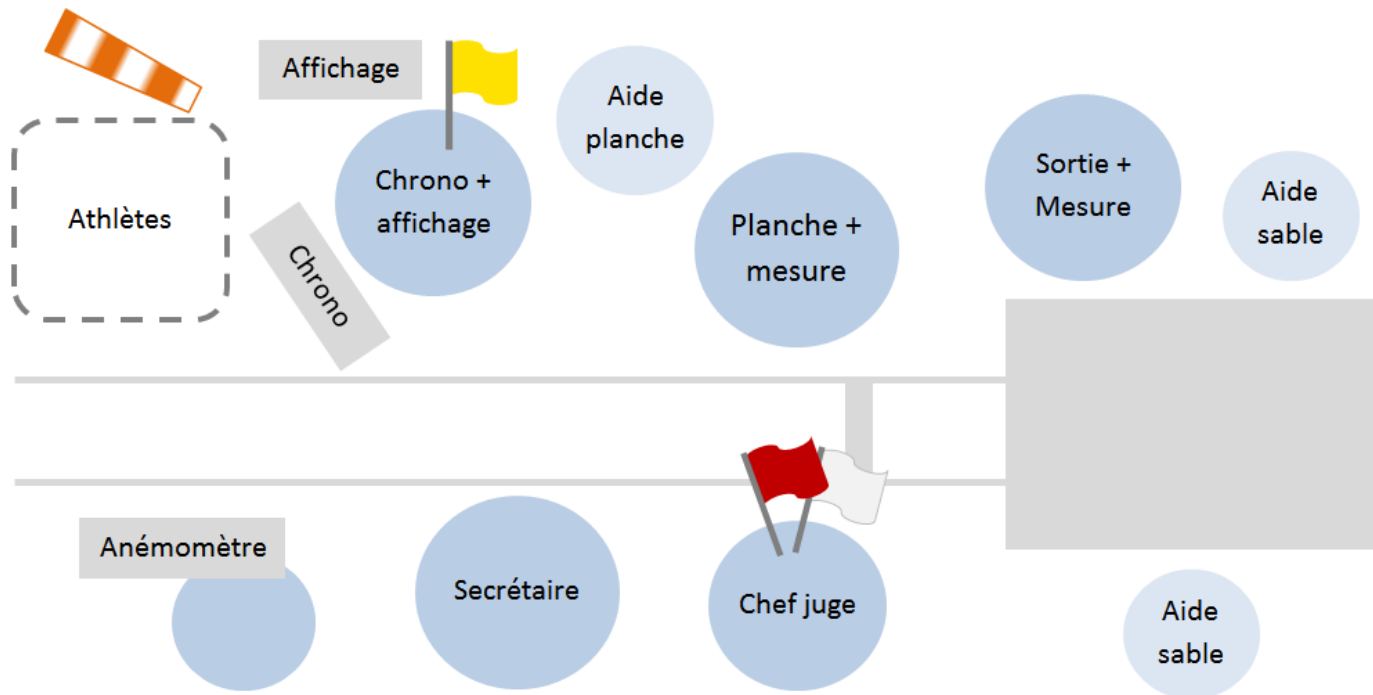 Affichage
Aide
planche
Athlètes
Chrono +
affichage
Chrono
Planche +
mesure
Sortie +
Mesure
Aide
sable
Anémomètre
Secrétaire
Chef juge
Aide
sable